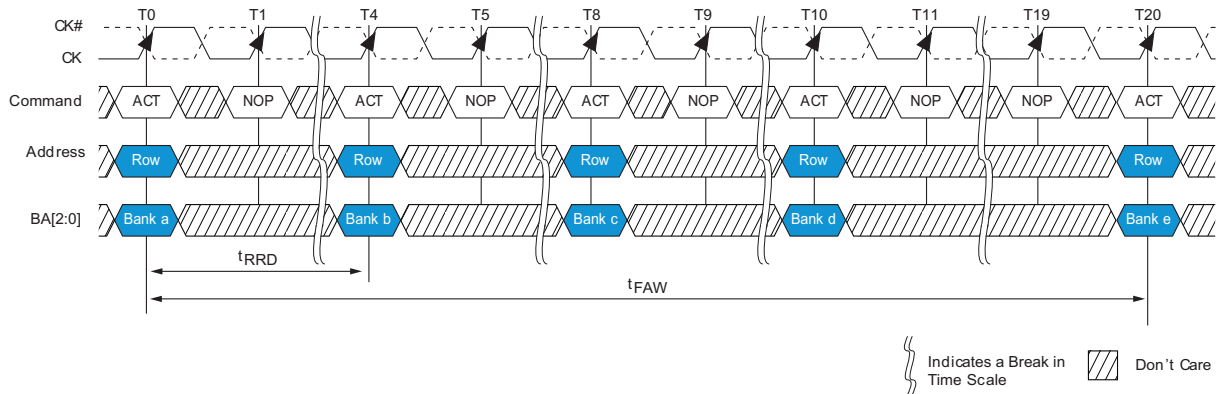 T0 T1 T4 T5 T8 T9 T10 T11 T19 T20
CK#
CK
Command ACT NOP ACT NOP ACT NOP ACT NOP NOP ACT
Address Row Row Row Row Row
BA[2:0] Bank a Bank b Bank c Bank d Bank e
tRRD
tFAW
Indicates a Break in
Time Scale
Don't Care